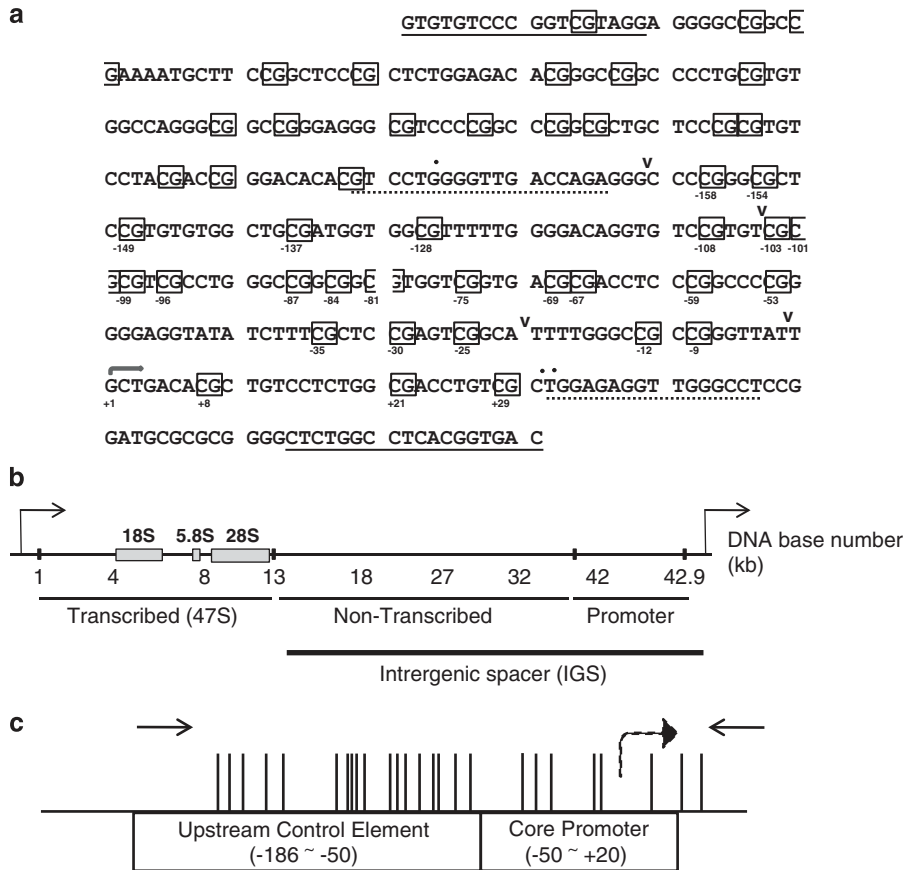 a
GTGTGTCCC GGTCGTAGGA GGGGCCGGCC
GAAAATGCTT CCGGCTCCCG CTCTGGAGAC ACGGGCCGGC CCCTGCGTGT
GGCCAGGGCG GCCGGGAGGG CGTCCCCGGC CCGGCGCTGC TCCCGCGTGT
v
CCTACGACCG GGACACACGT CCTGGGGTTG ACCAGAGGGC CCCGGGCGCT
-158 -154
v
CCGTGTGTGG CTGCGATGGT GGCGTTTTTG GGGACAGGTG TCCGTGTCGC
-149 -137 -128 -108 -103 -101
GCGTCGCCTG GGCCGGCGGC GTGGTCGGTG ACGCGACCTC CCGGCCCCGG
-99 -96 -87 -84 -81 -75 -69 -67 -59 -53
v v
GGGAGGTATA TCTTTCGCTC CGAGTCGGCA TTTTGGGCCG CCGGGTTATT
-35 -30 -25 -12 -9
GCTGACACGC TGTCCTCTGG CGACCTGTCG CTGGAGAGGT TGGGCCTCCG
+1 +8 +21 +29
GATGCGCGCG GGGCTCTGGC CTCACGGTGA C
b
18S 5.8S 28S
DNA base number
(kb)
1 4 8 13 18 27 32 42 42.9
Transcribed (47S) Non-Transcribed Promoter
Intrergenic spacer (IGS)
c
Upstream Control Element Core Promoter
(-186 ~ -50) (-50 ~ +20)